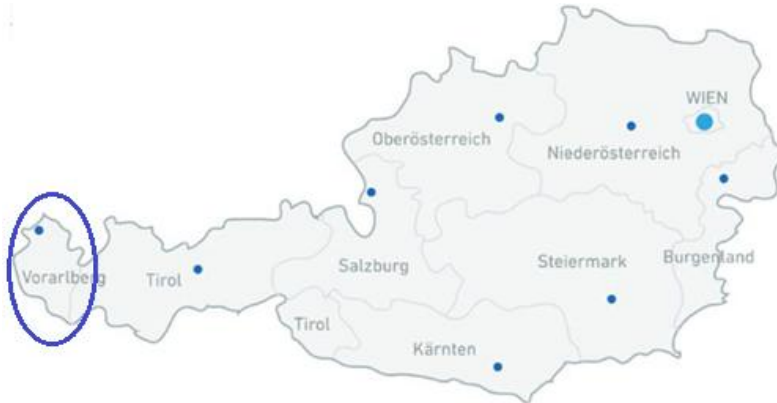 WIEN
Oberösterreich
Niederösterreich
Vorarlberg
Tirol
Salzburg
Steiermark
Burgenland
Tirol
Kärnten